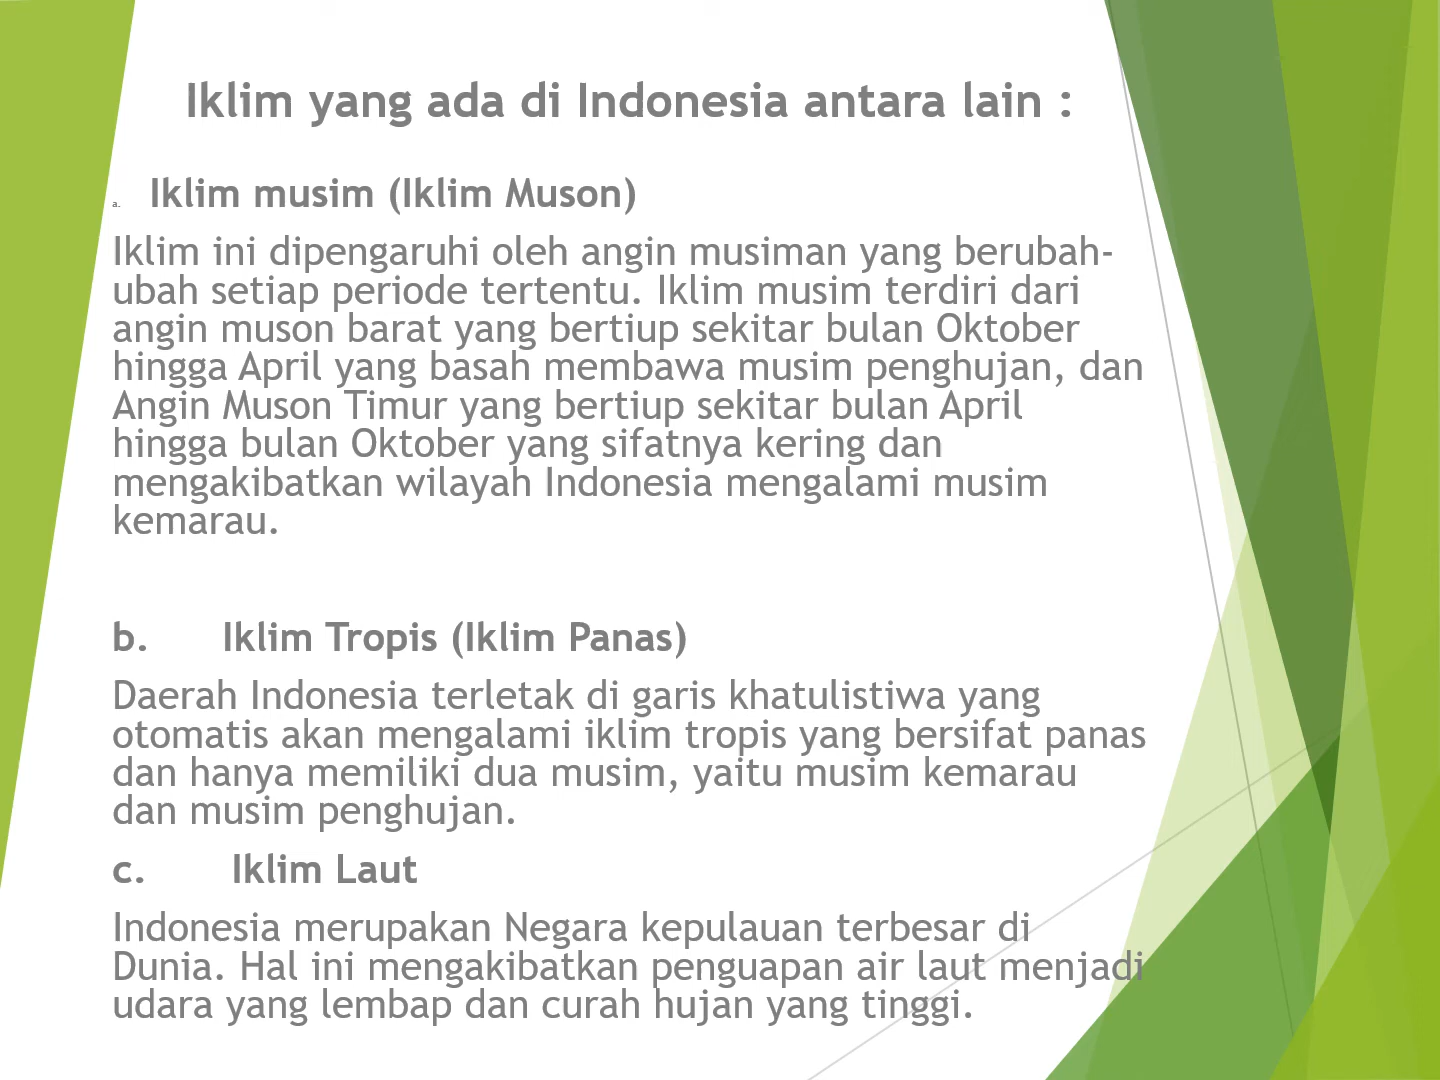 Iklim yang ada di Indonesia antara lain :
a. Iklim musim (Iklim Muson)
Iklim ini dipengaruhi oleh angin musiman yang berubah-
ubah setiap periode tertentu. Iklim musim terdiri dari
angin muson barat yang bertiup sekitar bulan Oktober
hingga April yang basah membawa musim penghujan, dan
Angin Muson Timur yang bertiup sekitar bulan April
hingga bulan Oktober yang sifatnya kering dan
mengakibatkan wilayah Indonesia mengalami musim
kemarau.
b. Iklim Tropis (Iklim Panas)
Daerah Indonesia terletak di garis khatulistiwa yang
otomatis akan mengalami iklim tropis yang bersifat panas
dan hanya memiliki dua musim, yaitu musim kemarau
dan musim penghujan.
c. Iklim Laut
Indonesia merupakan Negara kepulauan terbesar di
Dunia. Hal ini mengakibatkan penguapan air laut menjadi
udara yang lembap dan curah hujan yang tinggi.